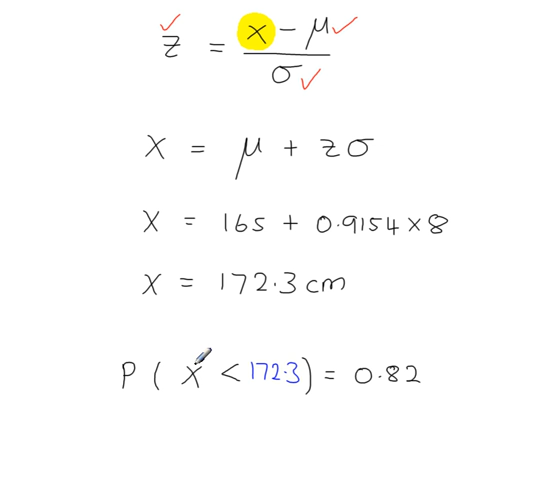 z = x - μ / σ
x = μ + zσ
x = 165 + 0.9154 × 8
x = 172.3 cm
P ( x < 172.3 ) = 0.82